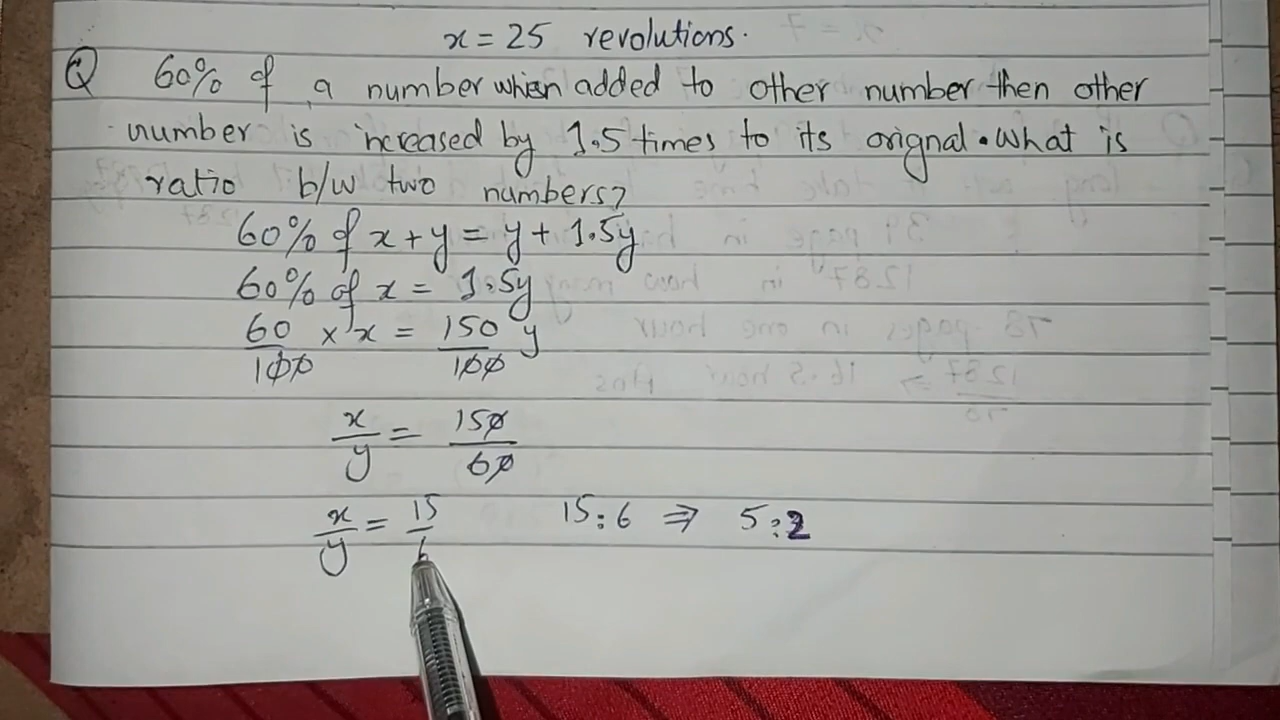 x = 25 revolutions.
Q 60% of a number when added to other number then other
number is increased by 1.5 times to its orignal. What is
ratio b/w two numbers?
60% of x + y = y + 1.5y
60% of x = 1.5y
60/100 × x = 150/100 y
x/y = 150/60
x/y = 15/6 15:6 ⇒ 5:2